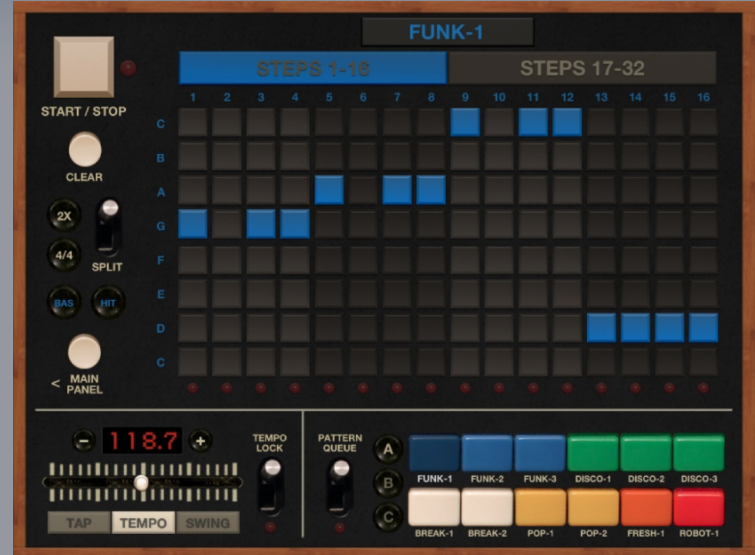 FUNK-1
STEPS 1-16 STEPS 17-32
1 2 3 4 5 6 7 8 9 10 11 12 13 14 15 16
START / STOP
C
B
CLEAR
A
2X
G
4/4
SPLIT
F
E
BAS HIT
D
C
< MAIN
PANEL
- 118.7 +
TEMPO
LOCK
TAP TEMPO SWING
PATTERN
QUEUE
A
B
C
FUNK-1 FUNK-2 FUNK-3 DISCO-1 DISCO-2 DISCO-3
BREAK-1 BREAK-2 POP-1 POP-2 FRESH-1 ROBOT-1